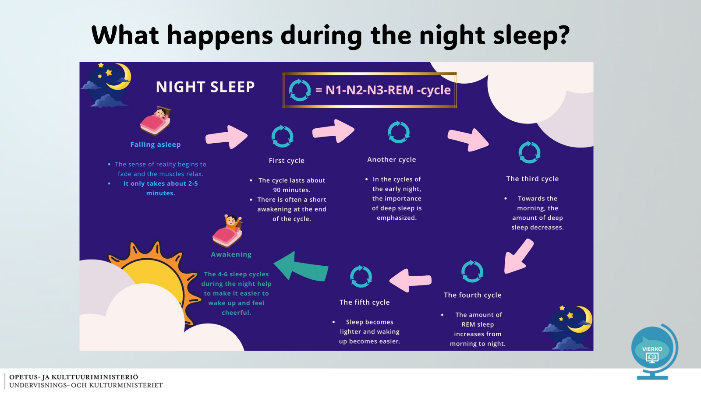 What happens during the night sleep?
NIGHT SLEEP
= N1-N2-N3-REM -cycle
Falling asleep
• The sense of reality begins to
fade and the muscles relax.
• It only takes about 2-5
minutes.
First cycle
• The cycle lasts about
90 minutes.
• There is often a short
awakening at the end
of the cycle.
Another cycle
• In the cycles of
the early night,
the importance
of deep sleep is
emphasized.
The third cycle
• Towards the
morning, the
amount of deep
sleep decreases.
The fourth cycle
• The amount of
REM sleep
increases from
morning to night.
The fifth cycle
• Sleep becomes
lighter and waking
up becomes easier.
Awakening
The 4-6 sleep cycles
during the night help
to make it easier to
wake up and feel
cheerful.
VIERKO
OPETUS- JA KULTTUURIMINISTERIÖ
UNDERVISNINGS- OCH KULTURMINISTERIET